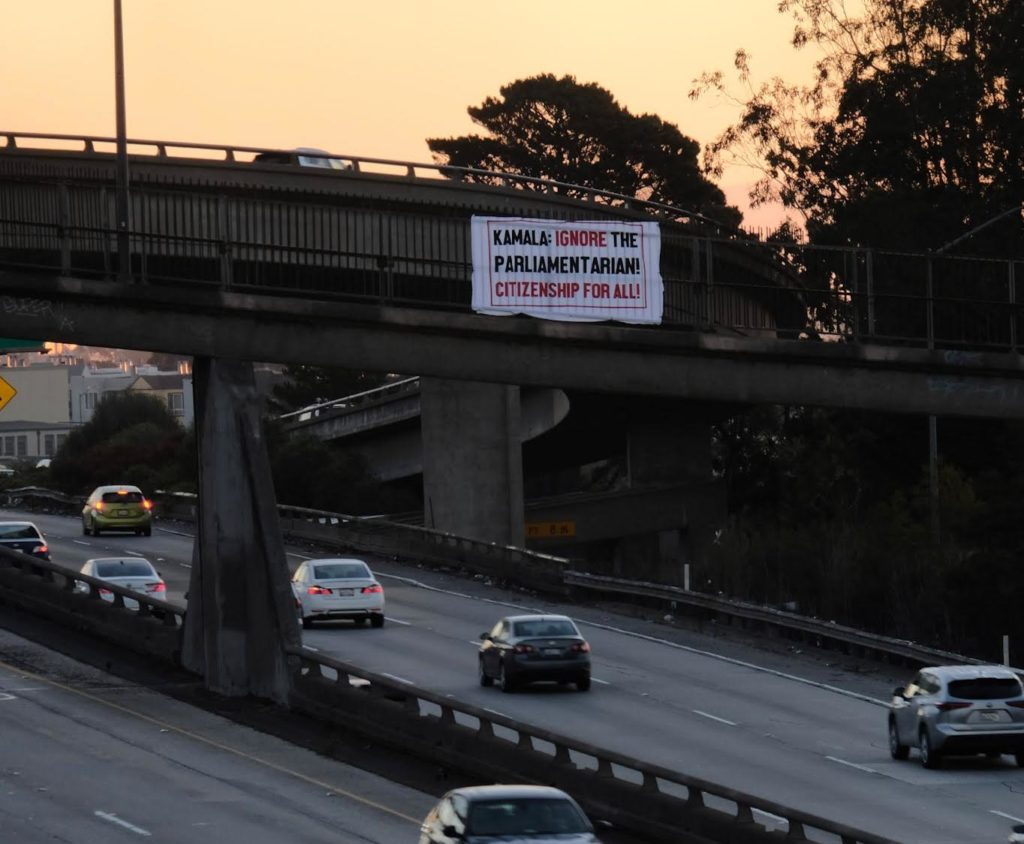 KAMALA: IGNORE THE
PARLIAMENTARIAN!
CITIZENSHIP FOR ALL!